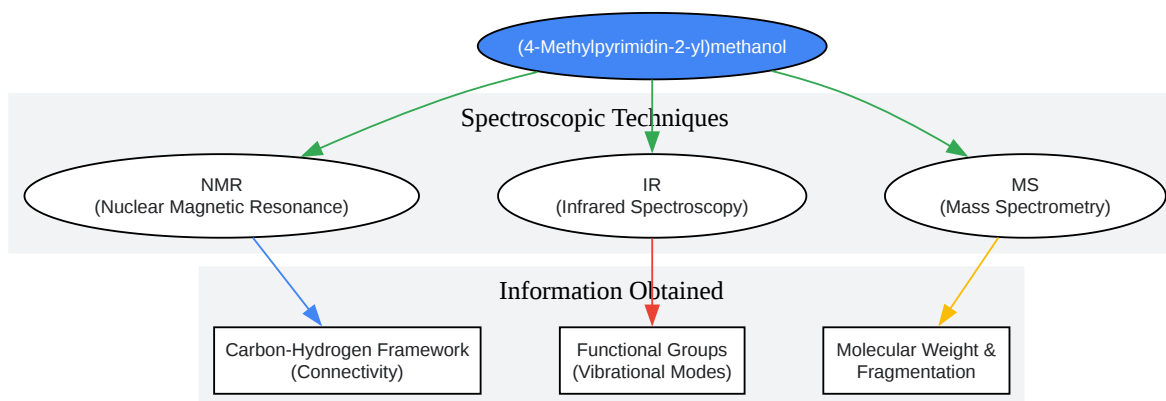 (4-Methylpyrimidin-2-yl)methanol
Spectroscopic Techniques
NMR
(Nuclear Magnetic Resonance)
IR
(Infrared Spectroscopy)
MS
(Mass Spectrometry)
Information Obtained
Carbon-Hydrogen Framework
(Connectivity)
Functional Groups
(Vibrational Modes)
Molecular Weight &
Fragmentation